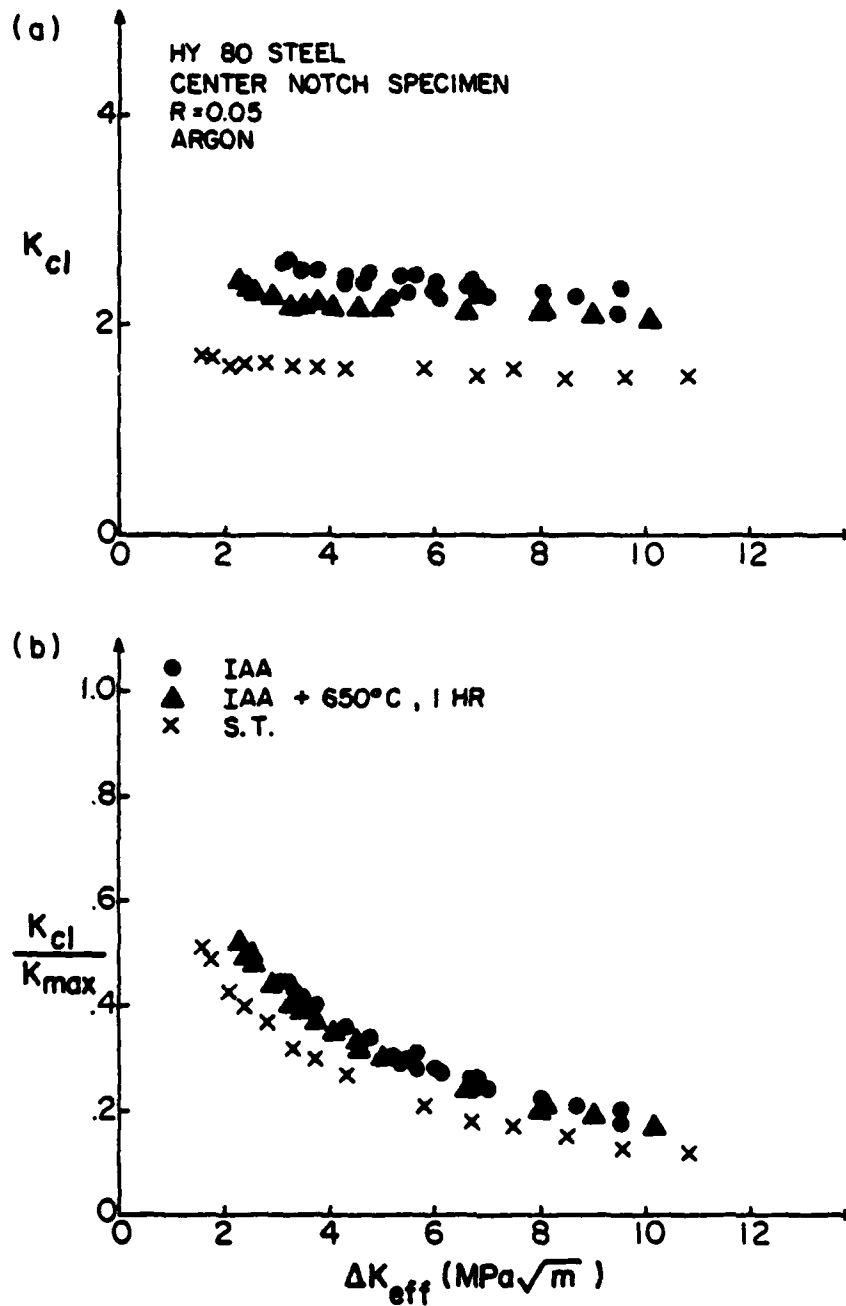 (a)
HY 80 STEEL
CENTER NOTCH SPECIMEN
R=0.05
ARGON
4
K_cl
2
0
0 2 4 6 8 10 12
(b)
IAA
IAA + 650°C, 1 HR
S.T.
1.0
.8
.6
K_cl
K_max
.4
.2
0
0 2 4 6 8 10 12
ΔK_eff (MPa√m)